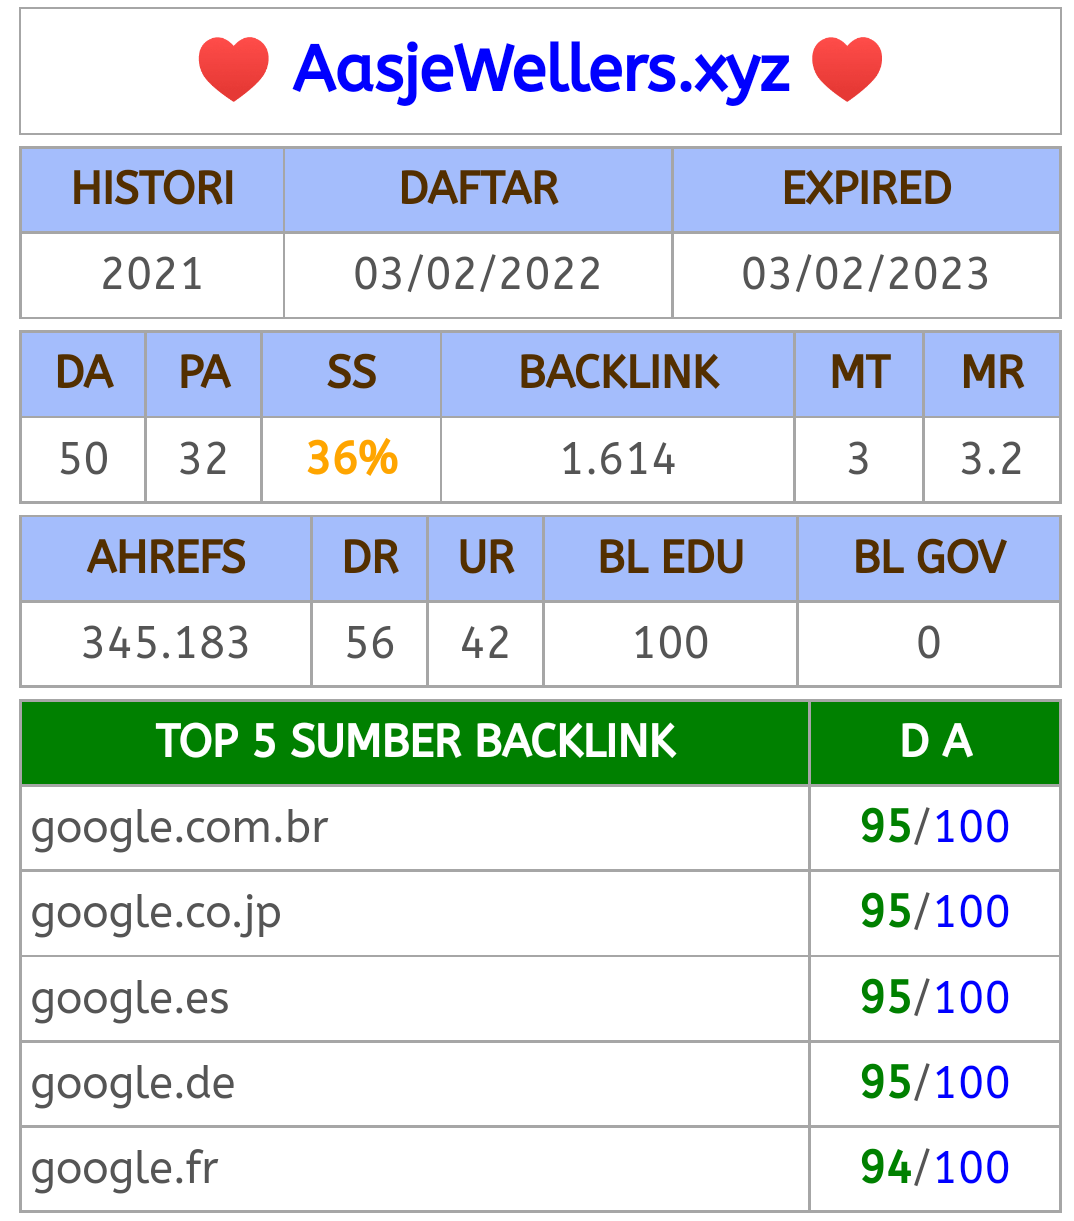 ❤️ AasjeWellers.xyz ❤️
HISTORI DAFTAR EXPIRED
2021 03/02/2022 03/02/2023
DA PA SS BACKLINK MT MR
50 32 36% 1.614 3 3.2
AHREFS DR UR BL EDU BL GOV
345.183 56 42 100 0
TOP 5 SUMBER BACKLINK D A
google.com.br 95/100
google.co.jp 95/100
google.es 95/100
google.de 95/100
google.fr 94/100